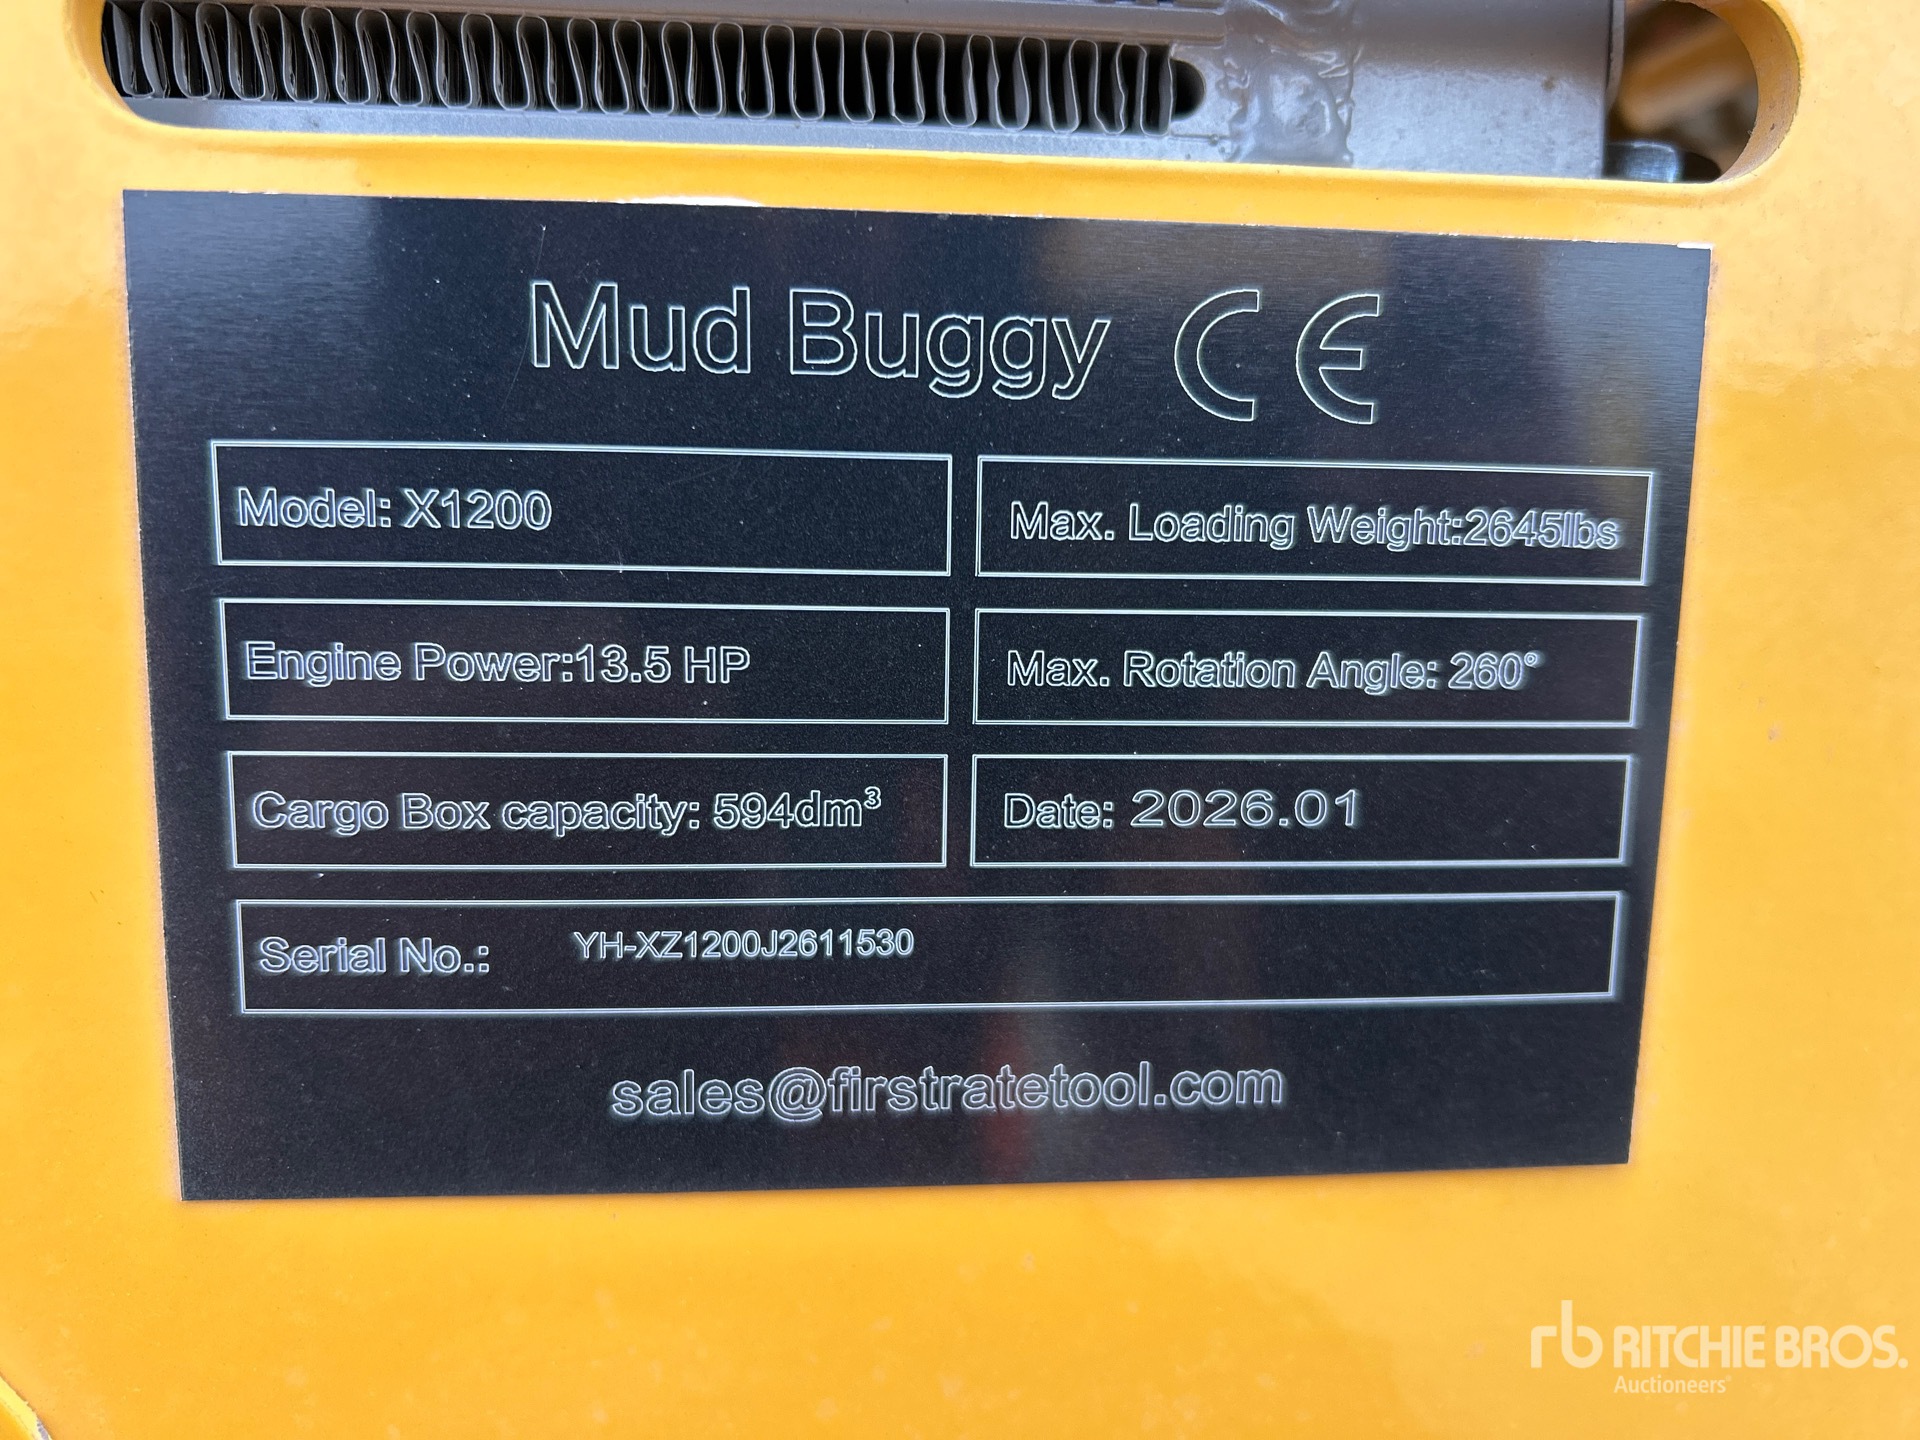 Mud Buggy CE
Model: X1200
Max. Loading Weight:2645lbs
Engine Power:13.5 HP
Max. Rotation Angle: 260°
Cargo Box capacity: 594dm³
Date: 2026.01
Serial No.: YH-XZ1200J2611530
sales@firstratetool.com
rb RITCHIE BROS.
Auctioneers